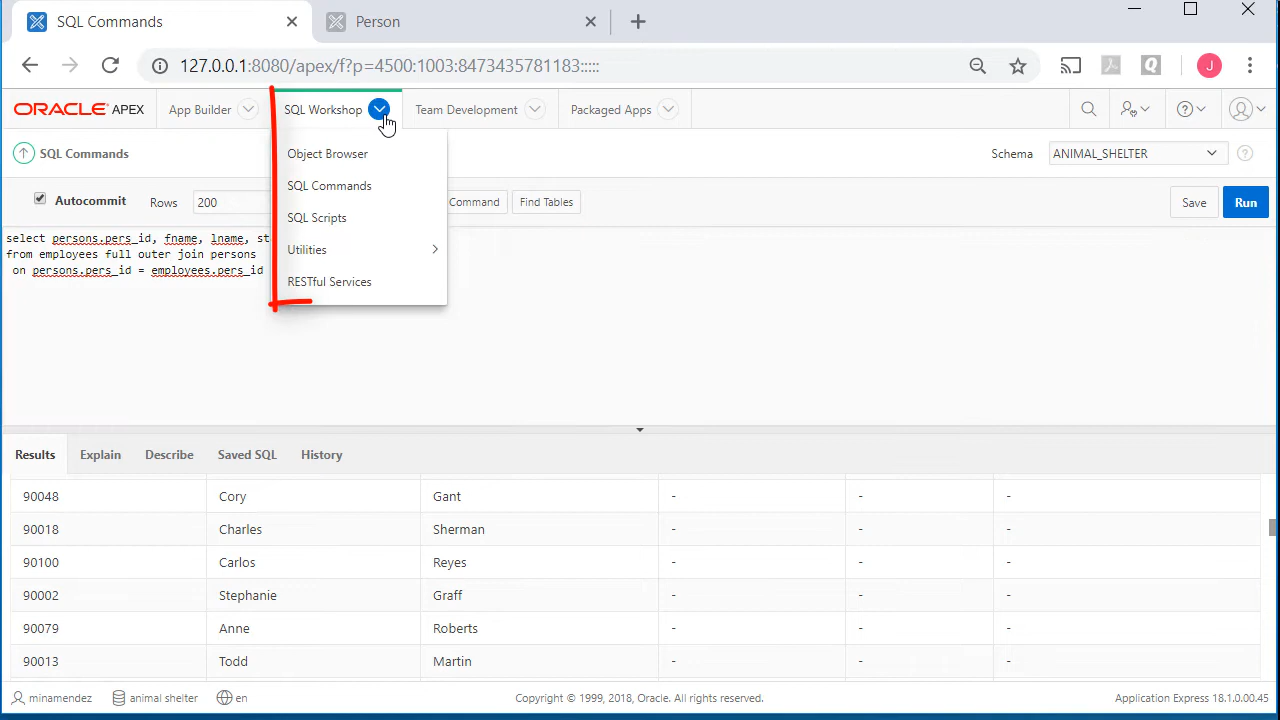 SQL Commands
Person
127.0.0.1:8080/apex/f?p=4500:1003:8473435781183:::::
J
ORACLE APEX
App Builder
SQL Workshop
Team Development
Packaged Apps
SQL Commands
Schema
ANIMAL_SHELTER
Object Browser
SQL Commands
SQL Scripts
Utilities
RESTful Services
Autocommit
Rows
200
Command
Find Tables
Save
Run
select persons.pers_id, fname, lname, st
from employees full outer join persons
on persons.pers_id = employees.pers_id
Results Explain Describe Saved SQL History
90048 Cory Gant - - -
90018 Charles Sherman - - -
90100 Carlos Reyes - - -
90002 Stephanie Graff - - -
90079 Anne Roberts - - -
90013 Todd Martin - - -
minamendez animal shelter en
Copyright © 1999, 2018, Oracle. All rights reserved.
Application Express 18.1.0.00.45